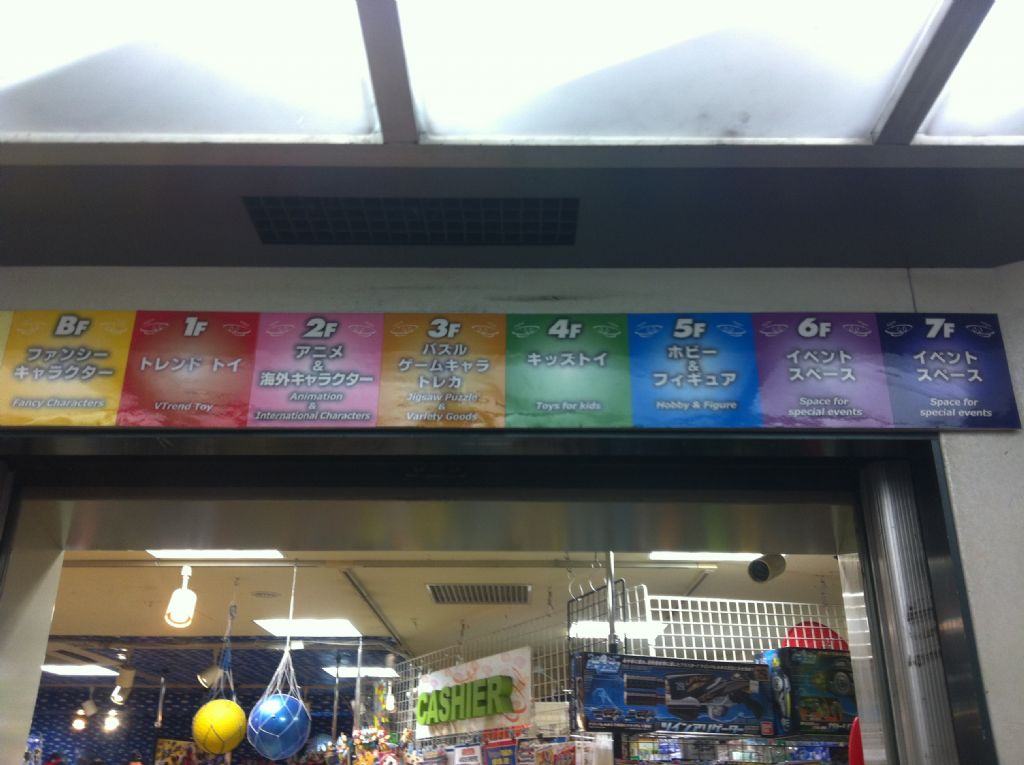 BF
ファンシー
キャラクター
Fancy Characters
1F
トレンド トイ
VTrend Toy
2F
アニメ
&
海外キャラクター
Animation
&
International Characters
3F
パズル
ゲームキャラ
トレカ
Jigsaw Puzzle
&
Variety Goods
4F
キッズトイ
Toys for kids
5F
ホビー
&
フィギュア
Hobby & Figure
6F
イベント
スペース
Space for
special events
7F
イベント
スペース
Space for
special events
CASHIER